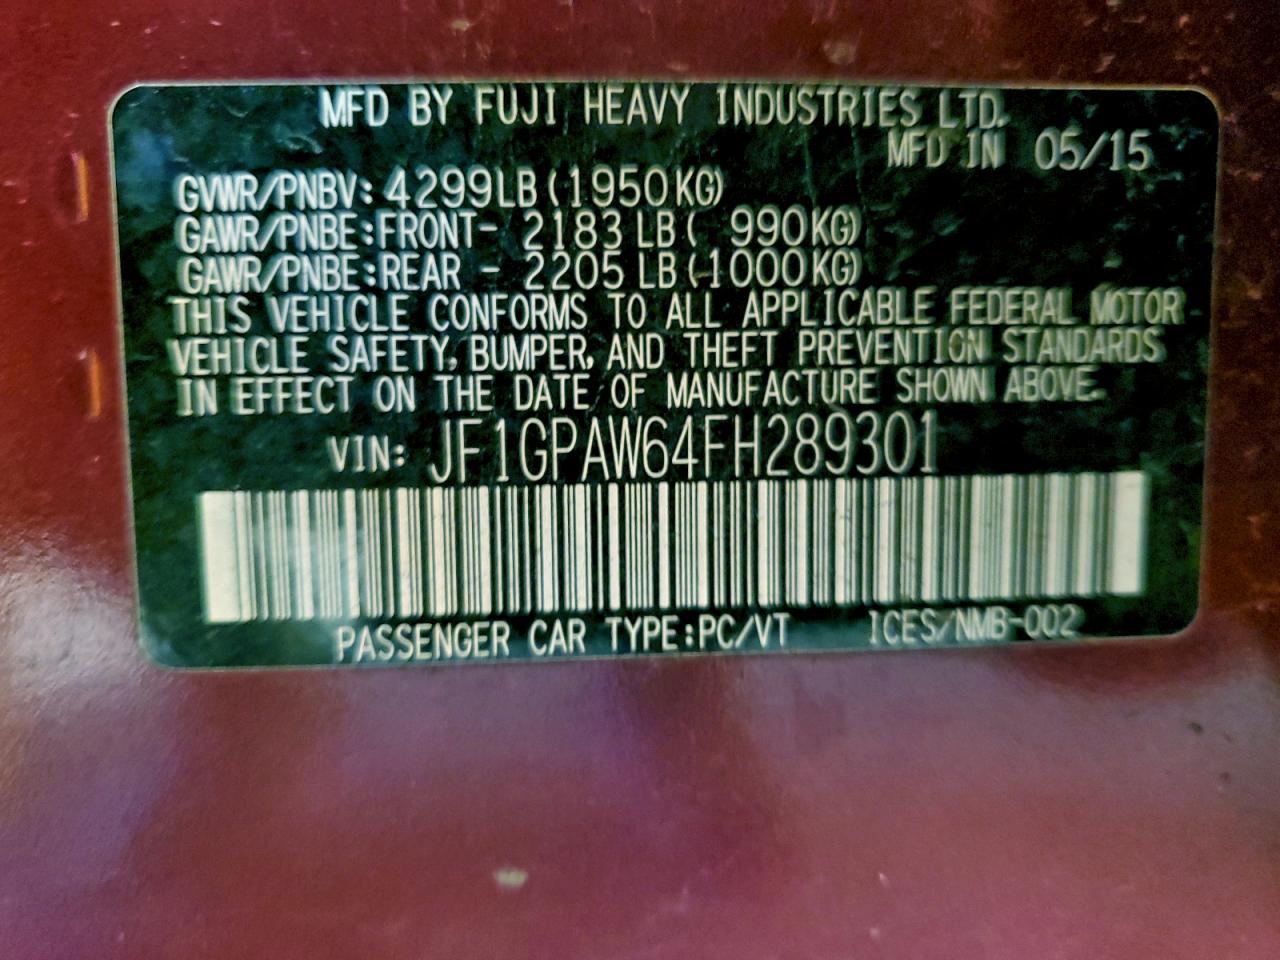 MFD BY FUJI HEAVY INDUSTRIES LTD.
MFD IN 05/15
GVWR/PNBV: 4299LB (1950KG)
GAWR/PNBE:FRONT- 2183 LB ( 990KG)
GAWR/PNBE:REAR - 2205 LB (1000KG)
THIS VEHICLE CONFORMS TO ALL APPLICABLE FEDERAL MOTOR
VEHICLE SAFETY, BUMPER, AND THEFT PREVENTION STANDARDS
IN EFFECT ON THE DATE OF MANUFACTURE SHOWN ABOVE.
VIN: JF1GPAW64FH289301
PASSENGER CAR TYPE:PC/VT ICES/NMB-002